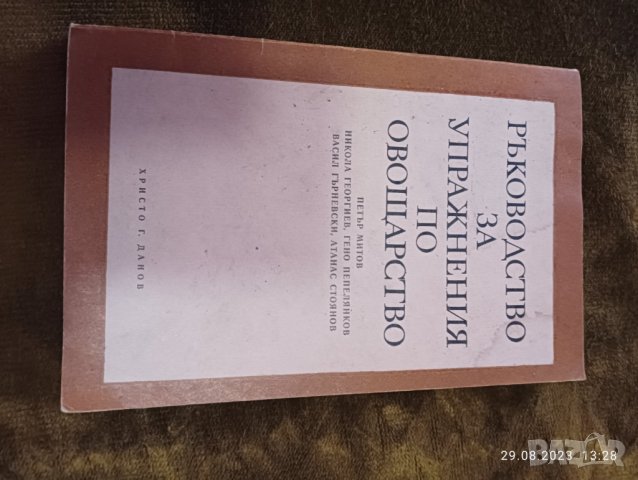 РЪКОВОДСТВО
ЗА
УПРАЖНЕНИЯ
ПО
ОВОЩАРСТВО
ПЕТЪР МИТОВ
НИКОЛА ГЕОРГИЕВ, ГЕНО ПЕПЕЛЯНКОВ
ВАСИЛ ГЪРНЕВСКИ, АТАНАС СТОЯНОВ
ХРИСТО Г. ДАНОВ
29.08.2023 13:28
BAZAR